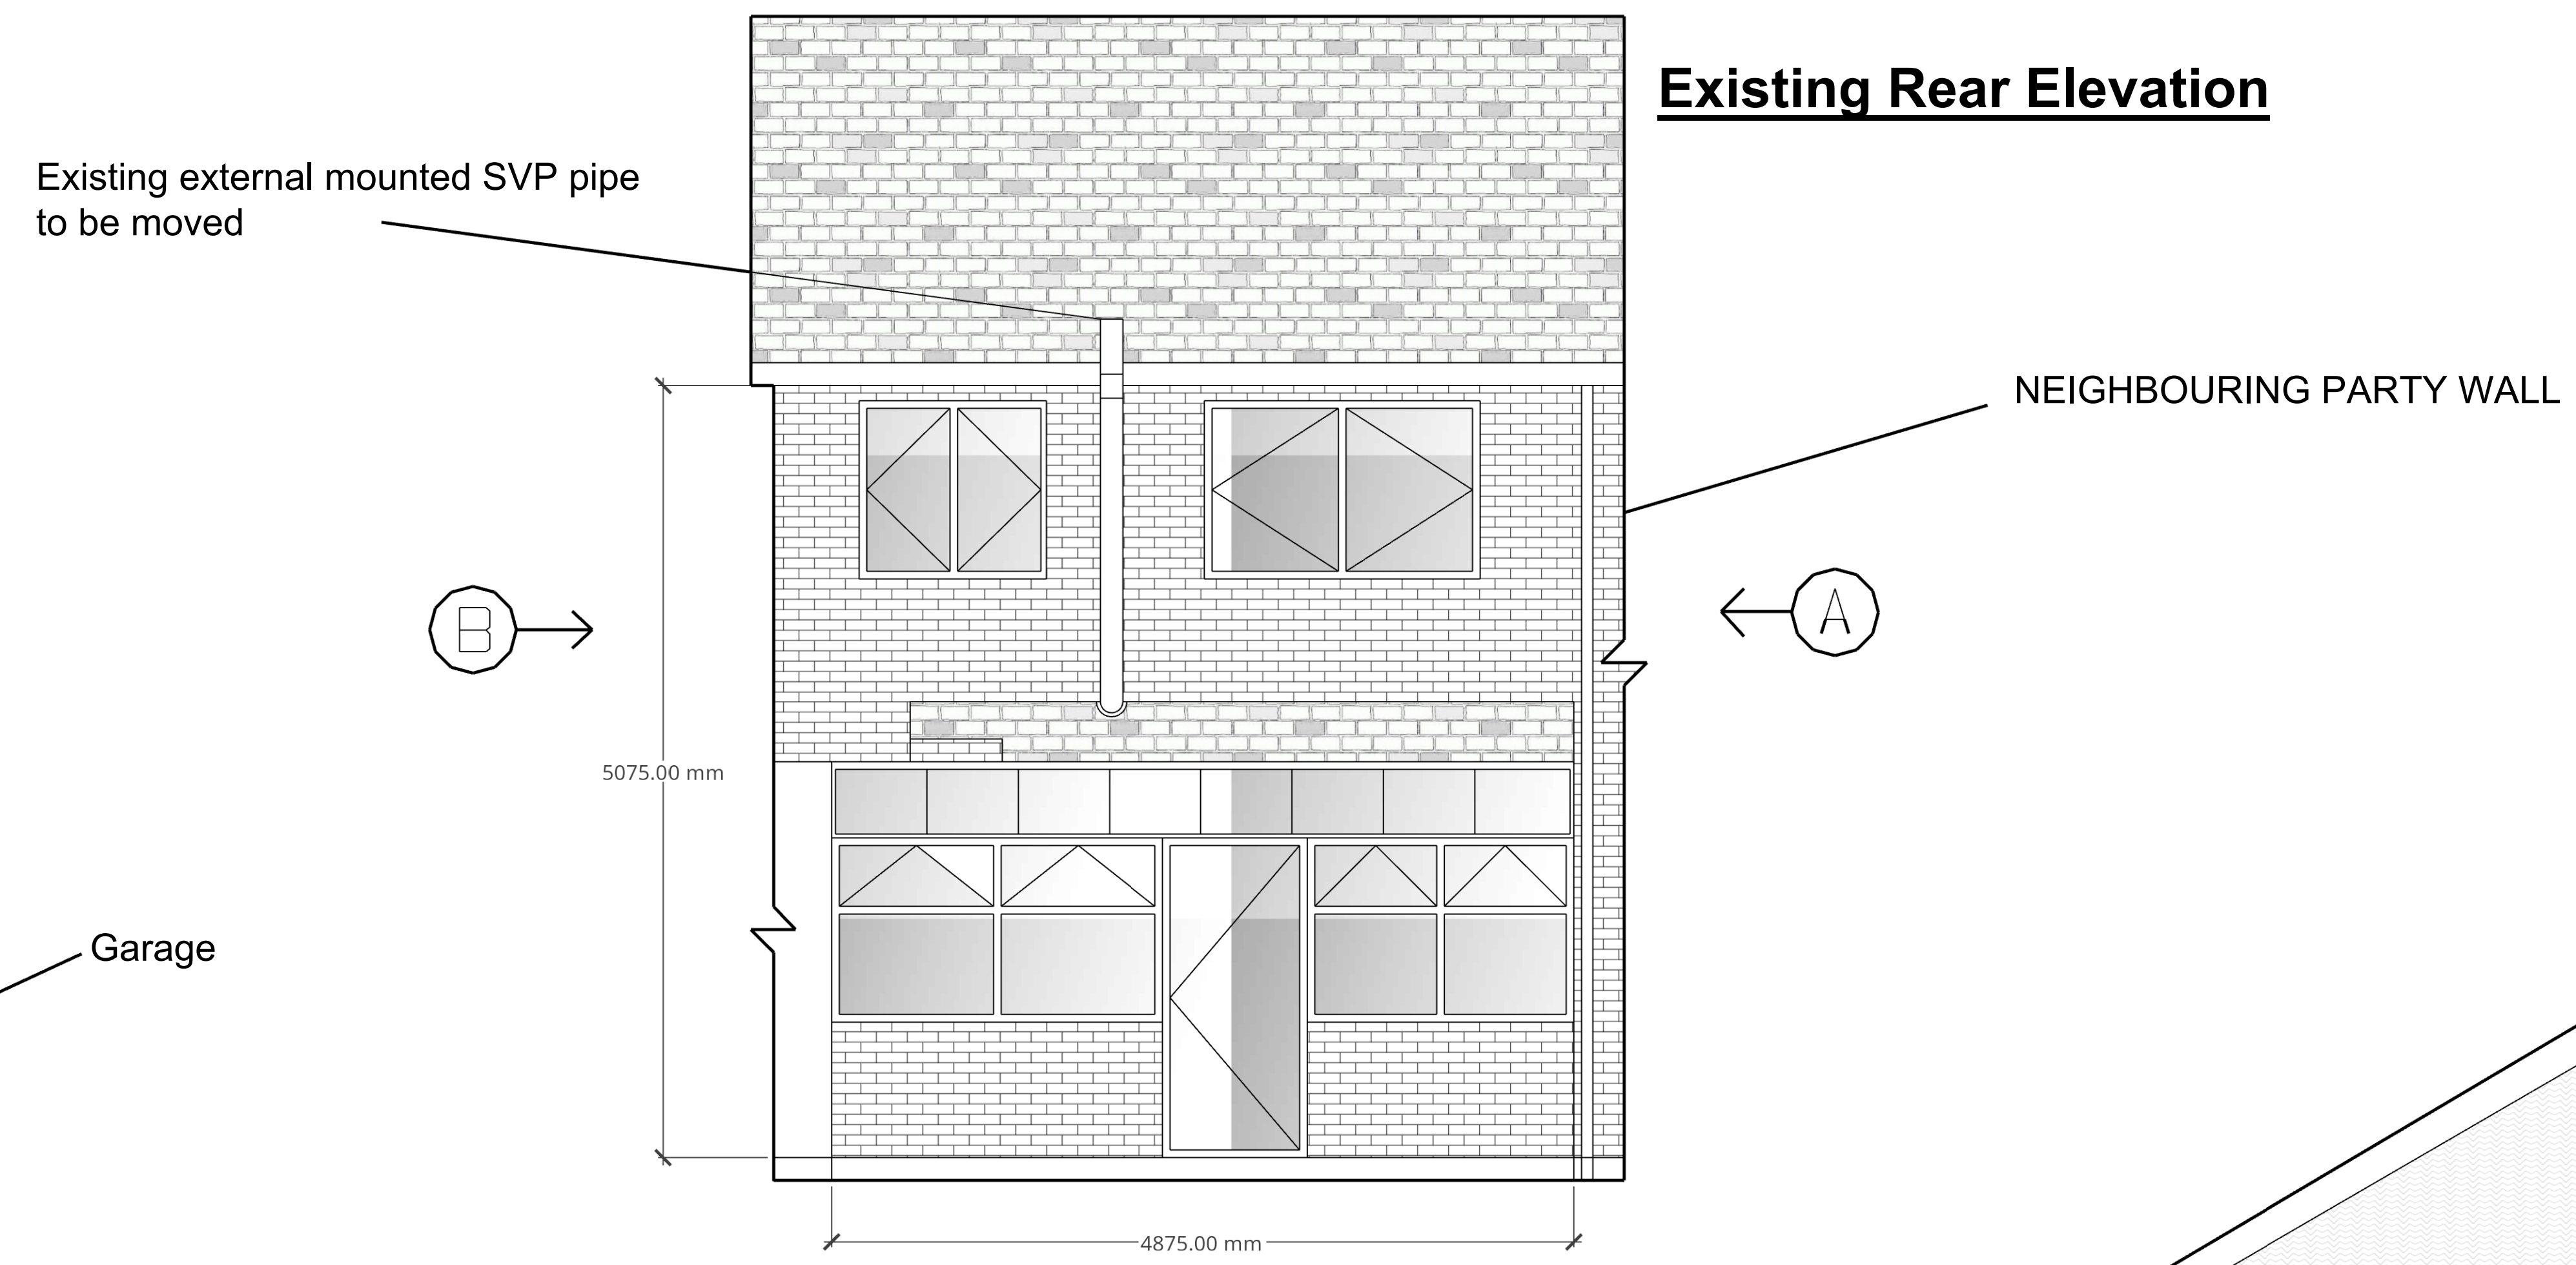 Existing Rear Elevation
Existing external mounted SVP pipe
to be moved
NEIGHBOURING PARTY WALL
B
A
5075.00 mm
Garage
4875.00 mm